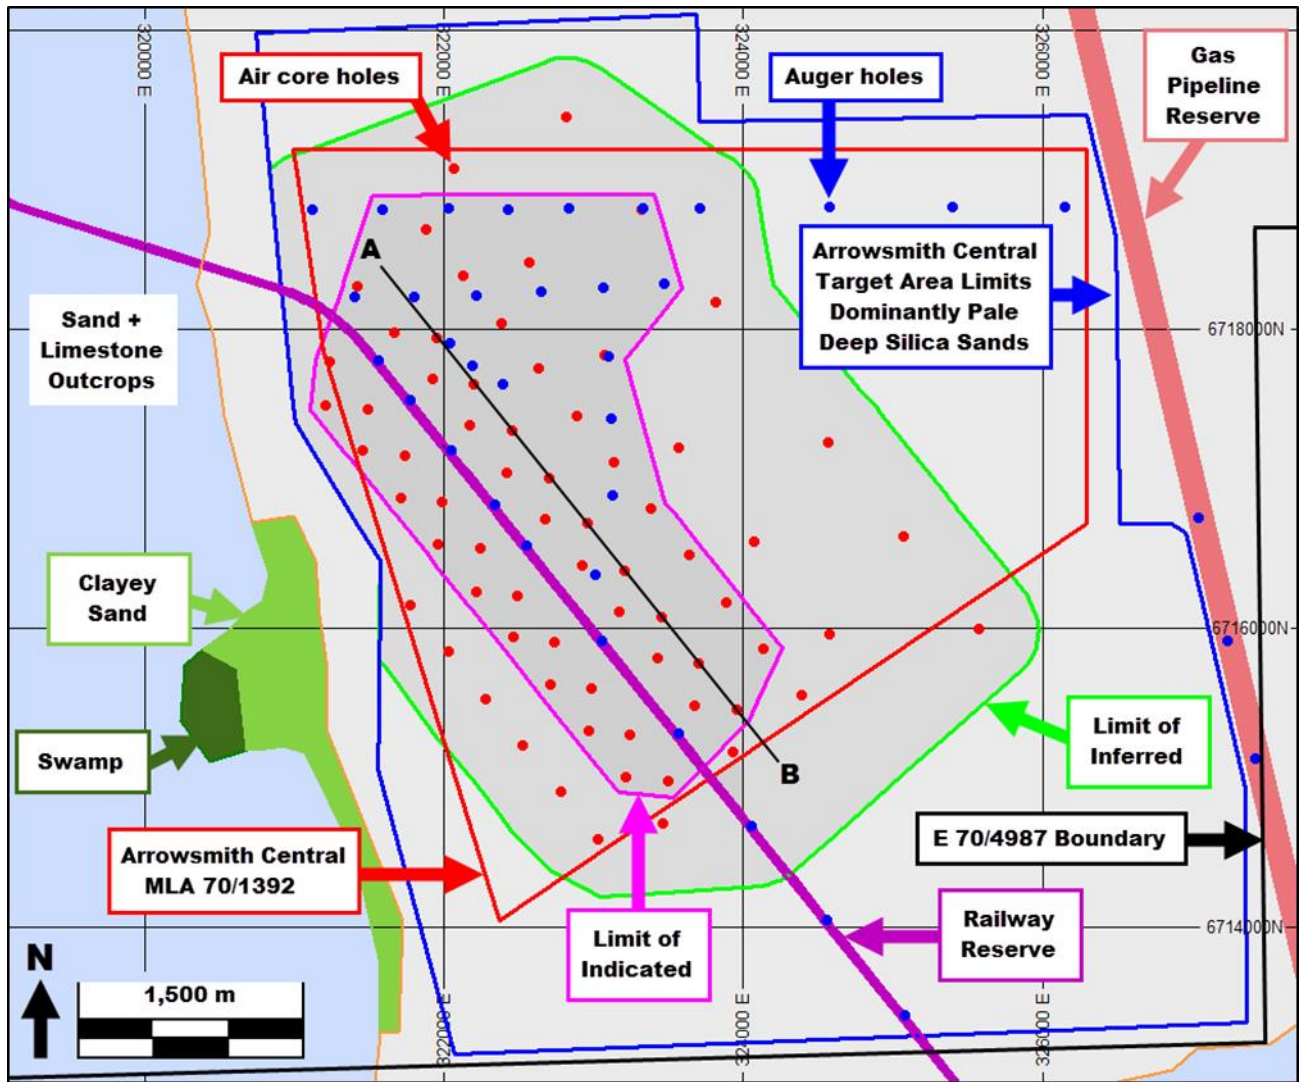 320000 E
322000 E
324000 E
326000 E
Air core holes
Auger holes
Gas
Pipeline
Reserve
A
Arrowsmith Central
Target Area Limits
Dominantly Pale
Deep Silica Sands
Sand +
Limestone
Outcrops
6718000N
Clayey
Sand
6716000N
Swamp
B
Limit of
Inferred
E 70/4987 Boundary
Arrowsmith Central
MLA 70/1392
Limit of
Indicated
Railway
Reserve
6714000N
N
1,500 m
322000 E
324000 E
326000 E